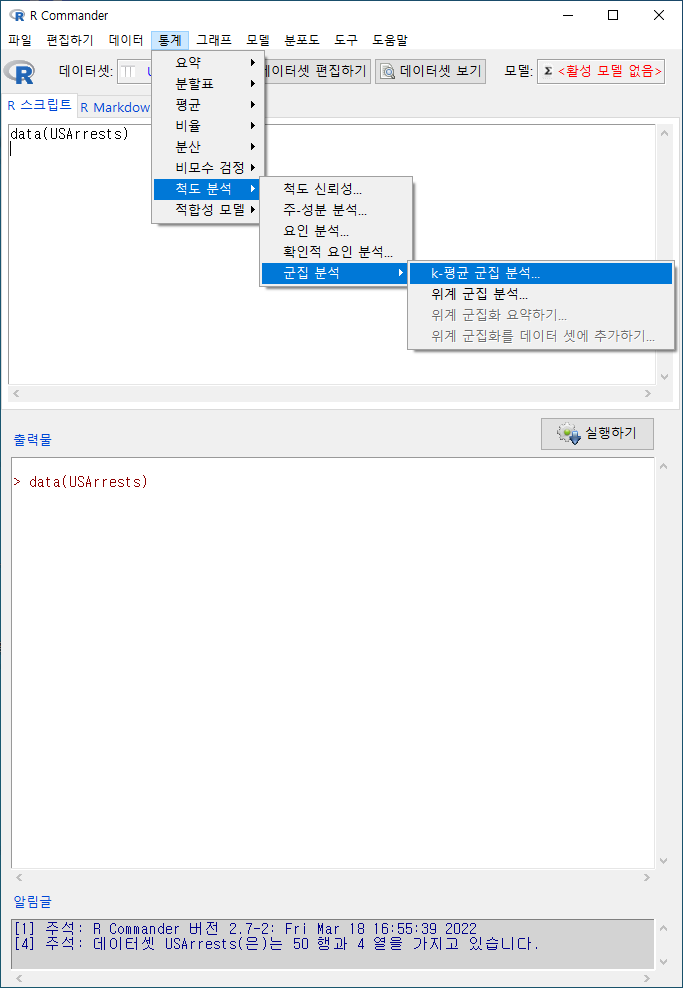 R Commander
파일 편집하기 데이터 통계 그래프 모델 분포도 도구 도움말
데이터셋: U 데이터셋 편집하기 데이터셋 보기 모델: Σ <활성 모델 없음>
R 스크립트 R Markdow
data(USArrests)
요약
분할표
평균
비율
분산
비모수 검정
척도 분석
적합성 모델
척도 신뢰성...
주-성분 분석...
요인 분석...
확인적 요인 분석...
군집 분석
k-평균 군집 분석...
위계 군집 분석...
위계 군집화 요약하기...
위계 군집화를 데이터 셋에 추가하기...
실행하기
출력물
> data(USArrests)
알림글
[1] 주석: R Commander 버전 2.7-2: Fri Mar 18 16:55:39 2022
[4] 주석: 데이터셋 USArrests(은)는 50 행과 4 열을 가지고 있습니다.